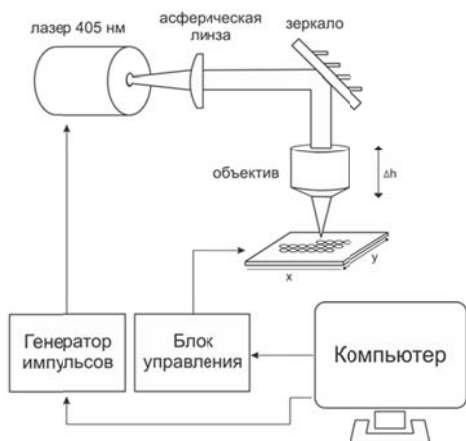 лазер 405 нм
асферическая
линза
зеркало
объектив
Δh
x
y
Генератор
импульсов
Блок
управления
Компьютер